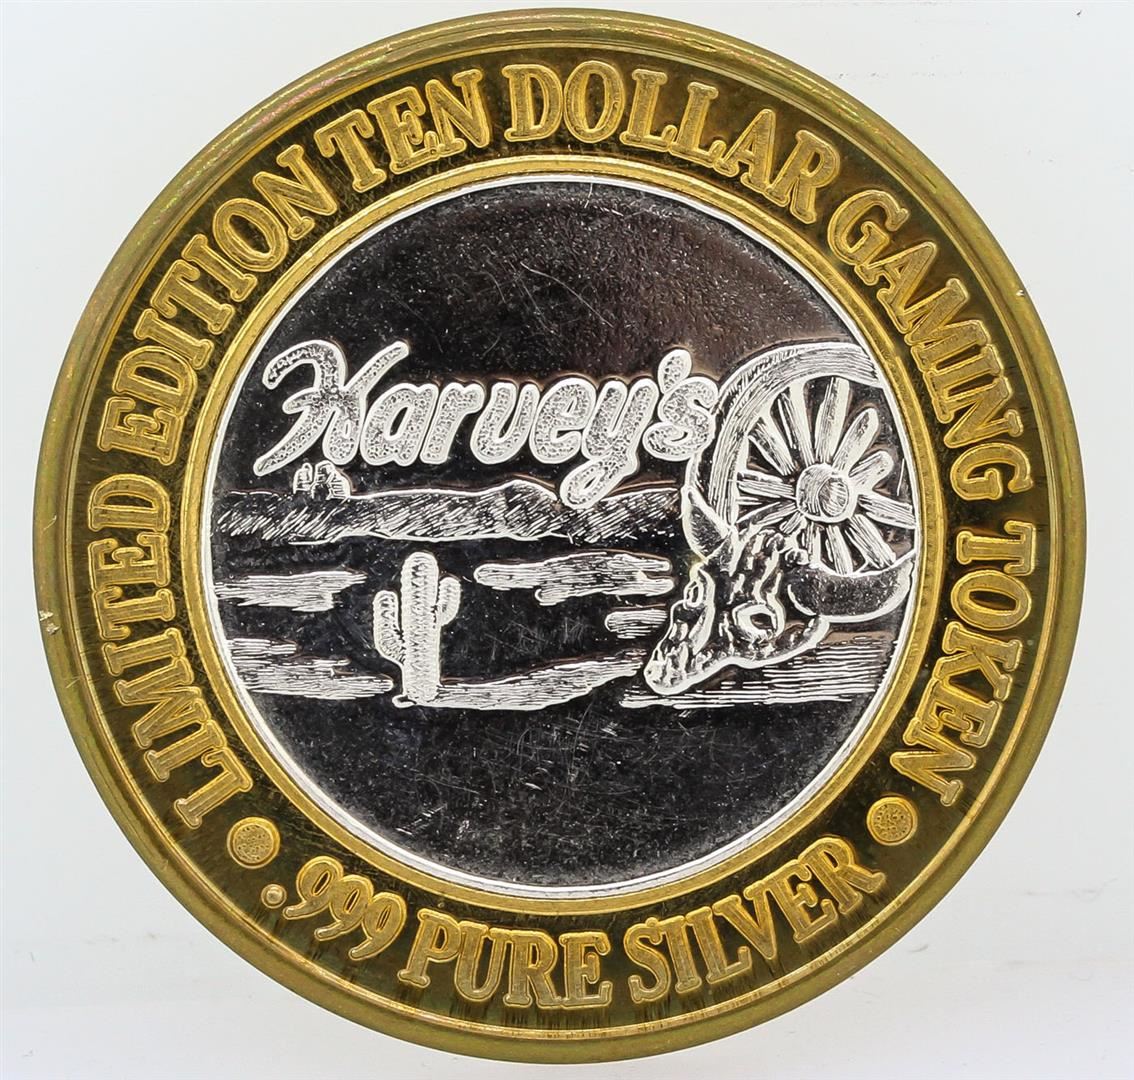 LIMITED EDITION TEN DOLLAR GAMING TOKEN
Harvey's
.999 PURE SILVER